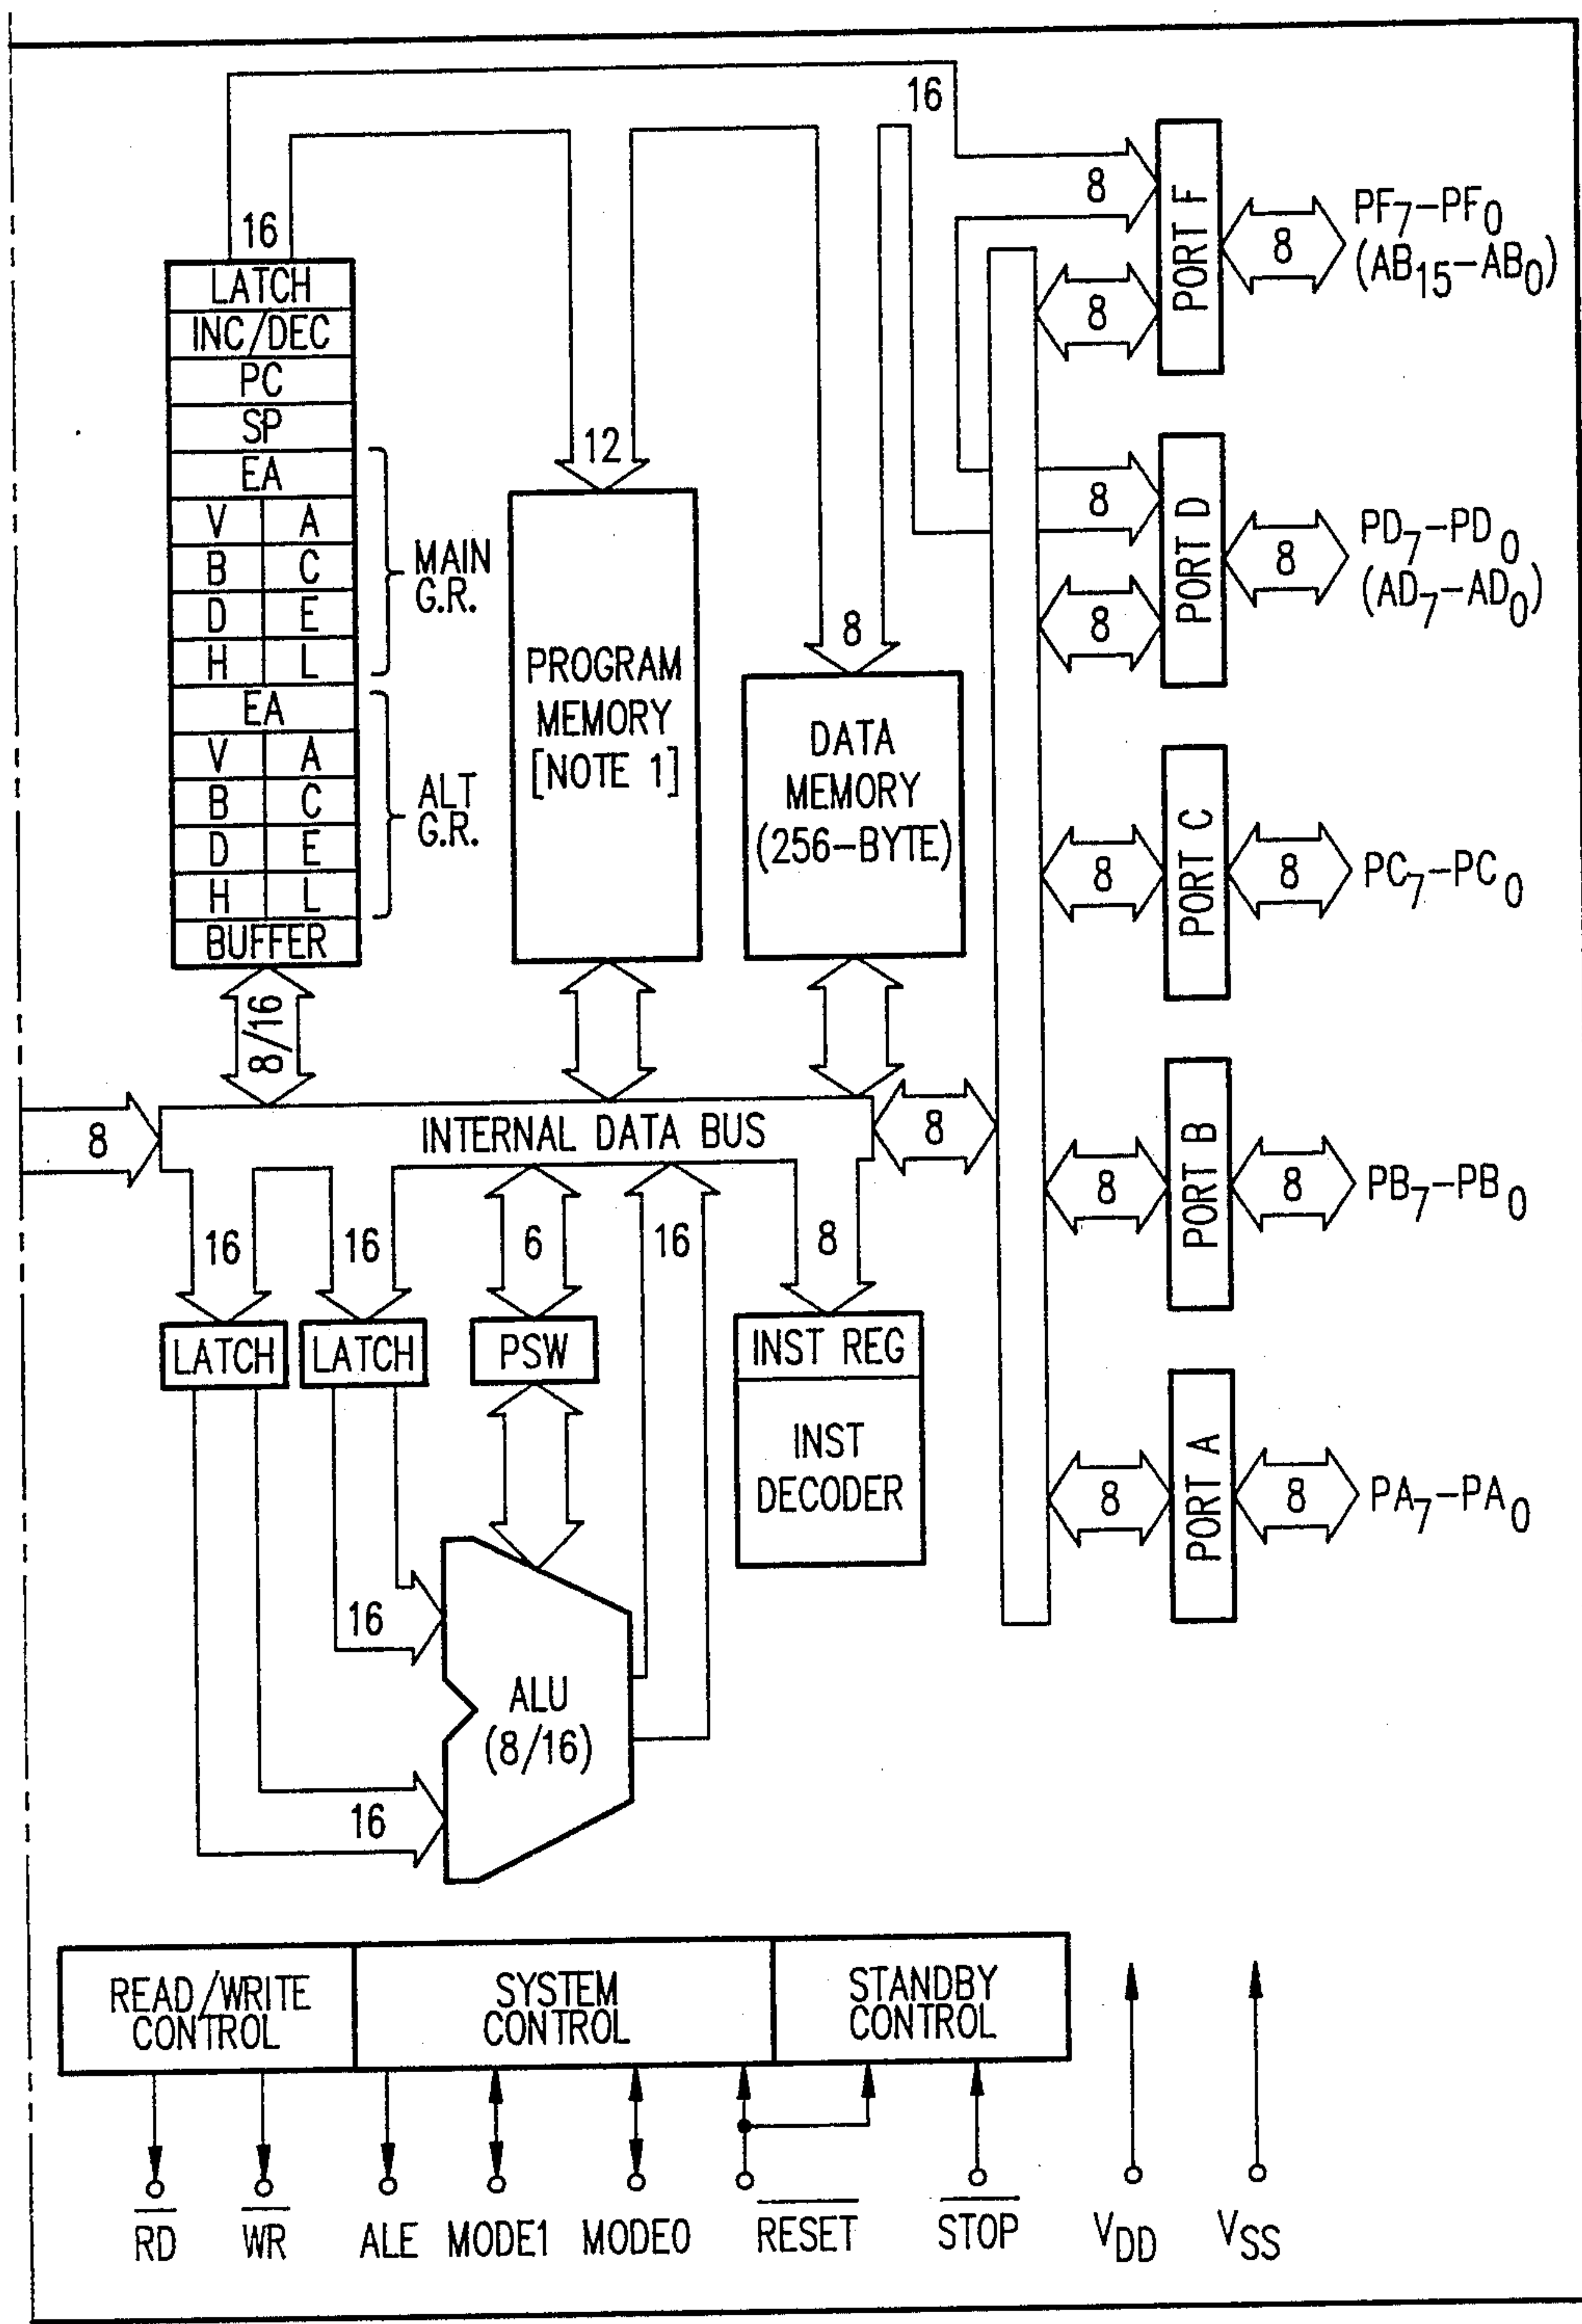 16
16
8
PORT F
8
PF7-PF0
(AB15-AB0)
8
LATCH
INC/DEC
PC
SP
EA
V A
B C
D E
H L
MAIN
G.R.
EA
V A
B C
D E
H L
ALT
G.R.
BUFFER
12
PROGRAM
MEMORY
[NOTE 1]
8
DATA
MEMORY
(256-BYTE)
8
PORT D
8
PD7-PD0
(AD7-AD0)
8
8
PORT C
8
PC7-PC0
8/16
8
INTERNAL DATA BUS
8
8
PORT B
8
PB7-PB0
16
16
6
16
8
LATCH
LATCH
PSW
INST REG
INST
DECODER
8
PORT A
8
PA7-PA0
16
ALU
(8/16)
16
READ/WRITE
CONTROL
SYSTEM
CONTROL
STANDBY
CONTROL
RD
WR
ALE
MODE1
MODE0
RESET
STOP
VDD
VSS